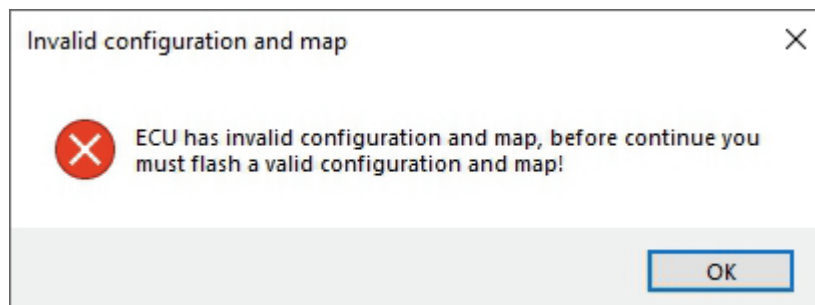 Invalid configuration and map
ECU has invalid configuration and map, before continue you
must flash a valid configuration and map!
OK